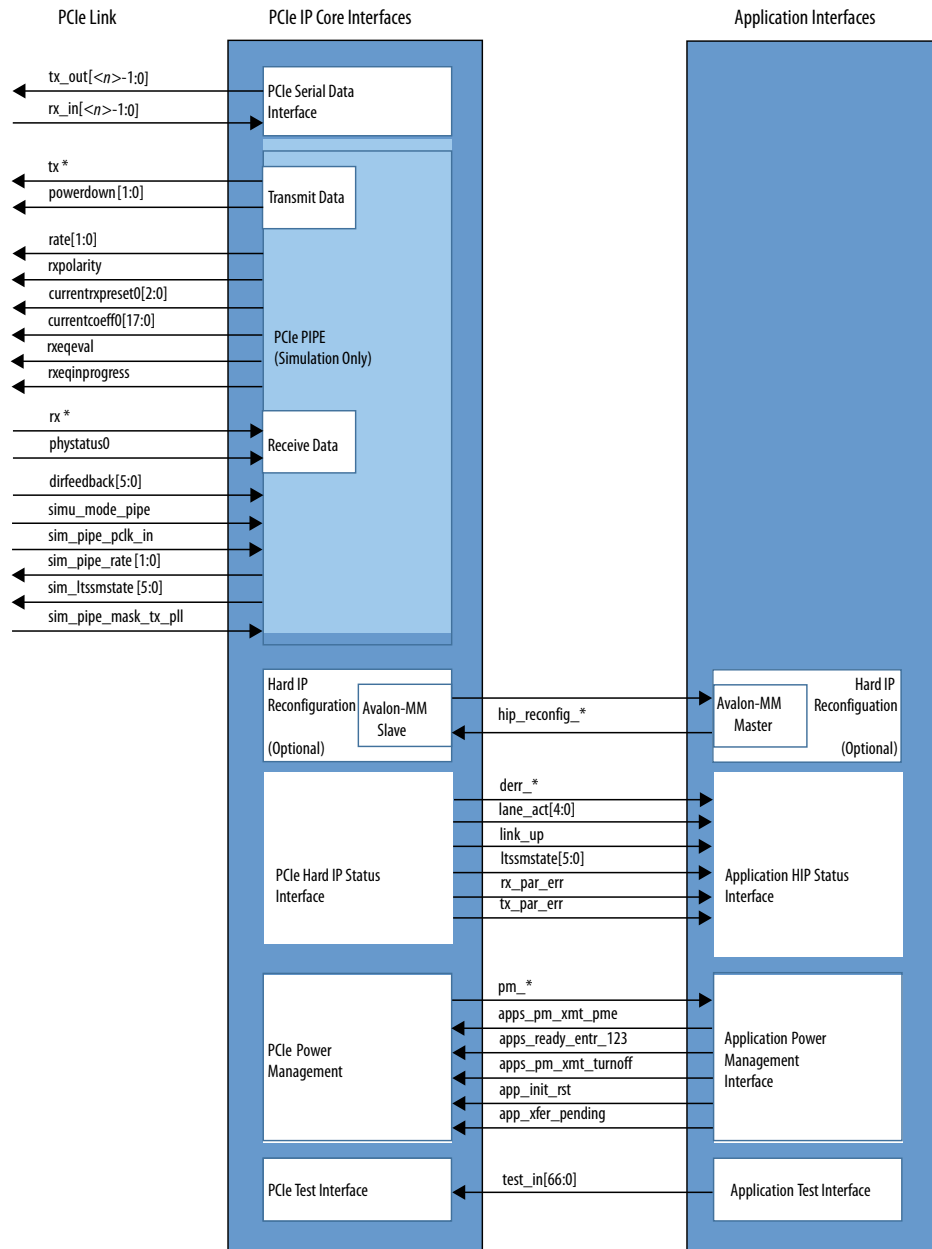 PCIe Link PCIe IP Core Interfaces Application Interfaces
tx_out[<n>-1:0]
rx_in[<n>-1:0]
PCIe Serial Data
Interface
tx *
powerdown [1:0]
Transmit Data
rate[1:0]
rxpolarity
currentrxpreset0[2:0]
currentcoeff0[17:0]
rxeqeval
rxeqinprogress
PCIe PIPE
(Simulation Only)
rx *
phystatus0
Receive Data
dirfeedback[5:0]
simu_mode_pipe
sim_pipe_pclk_in
sim_pipe_rate [1:0]
sim_ltssmstate [5:0]
sim_pipe_mask_tx_pll
Hard IP
Reconfiguration
(Optional)
Avalon-MM
Slave
hip_reconfig_*
Avalon-MM
Master
Hard IP
Reconfiguation
(Optional)
PCIe Hard IP Status
Interface
derr_*
lane_act[4:0]
link_up
ltssmstate[5:0]
rx_par_err
tx_par_err
Application HIP Status
Interface
PCIe Power
Management
pm_*
apps_pm_xmt_pme
apps_ready_entr_123
apps_pm_xmt_turnoff
app_init_rst
app_xfer_pending
Application Power
Management
Interface
PCIe Test Interface
test_in[66:0]
Application Test Interface